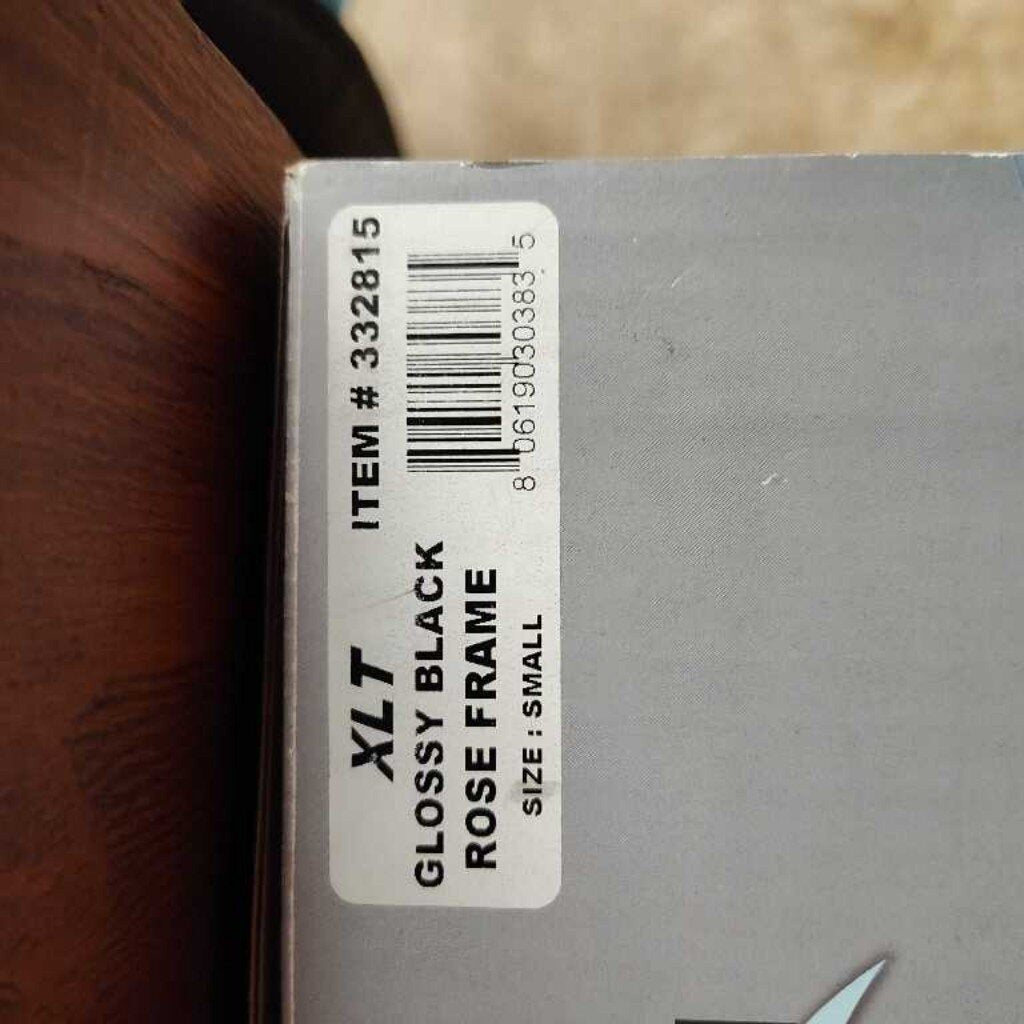 XLT ITEM # 332815
GLOSSY BLACK
ROSE FRAME
SIZE : SMALL
8 06190 30383 5